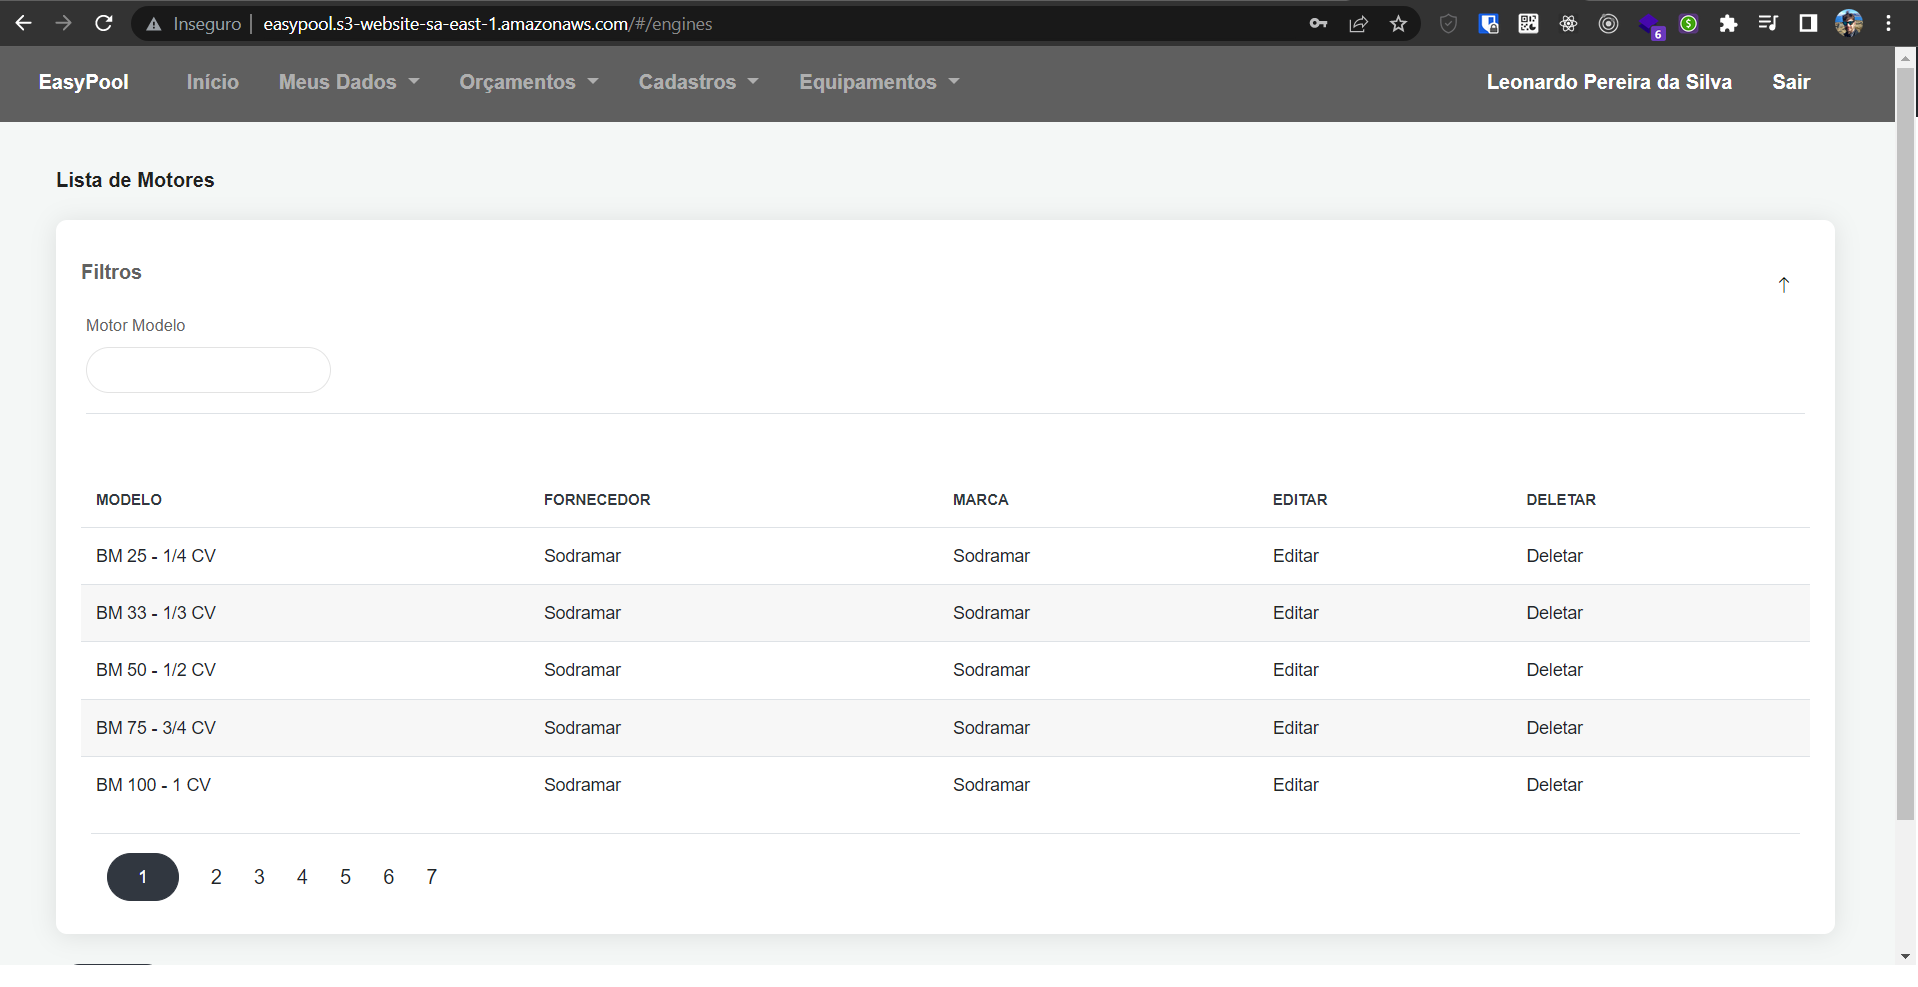 Inseguro easypool.s3-website-sa-east-1.amazonaws.com/#/engines
6
EasyPool Início Meus Dados Orçamentos Cadastros Equipamentos Leonardo Pereira da Silva Sair
Lista de Motores
Filtros
Motor Modelo
MODELO FORNECEDOR MARCA EDITAR DELETAR
BM 25 - 1/4 CV Sodramar Sodramar Editar Deletar
BM 33 - 1/3 CV Sodramar Sodramar Editar Deletar
BM 50 - 1/2 CV Sodramar Sodramar Editar Deletar
BM 75 - 3/4 CV Sodramar Sodramar Editar Deletar
BM 100 - 1 CV Sodramar Sodramar Editar Deletar
1 2 3 4 5 6 7